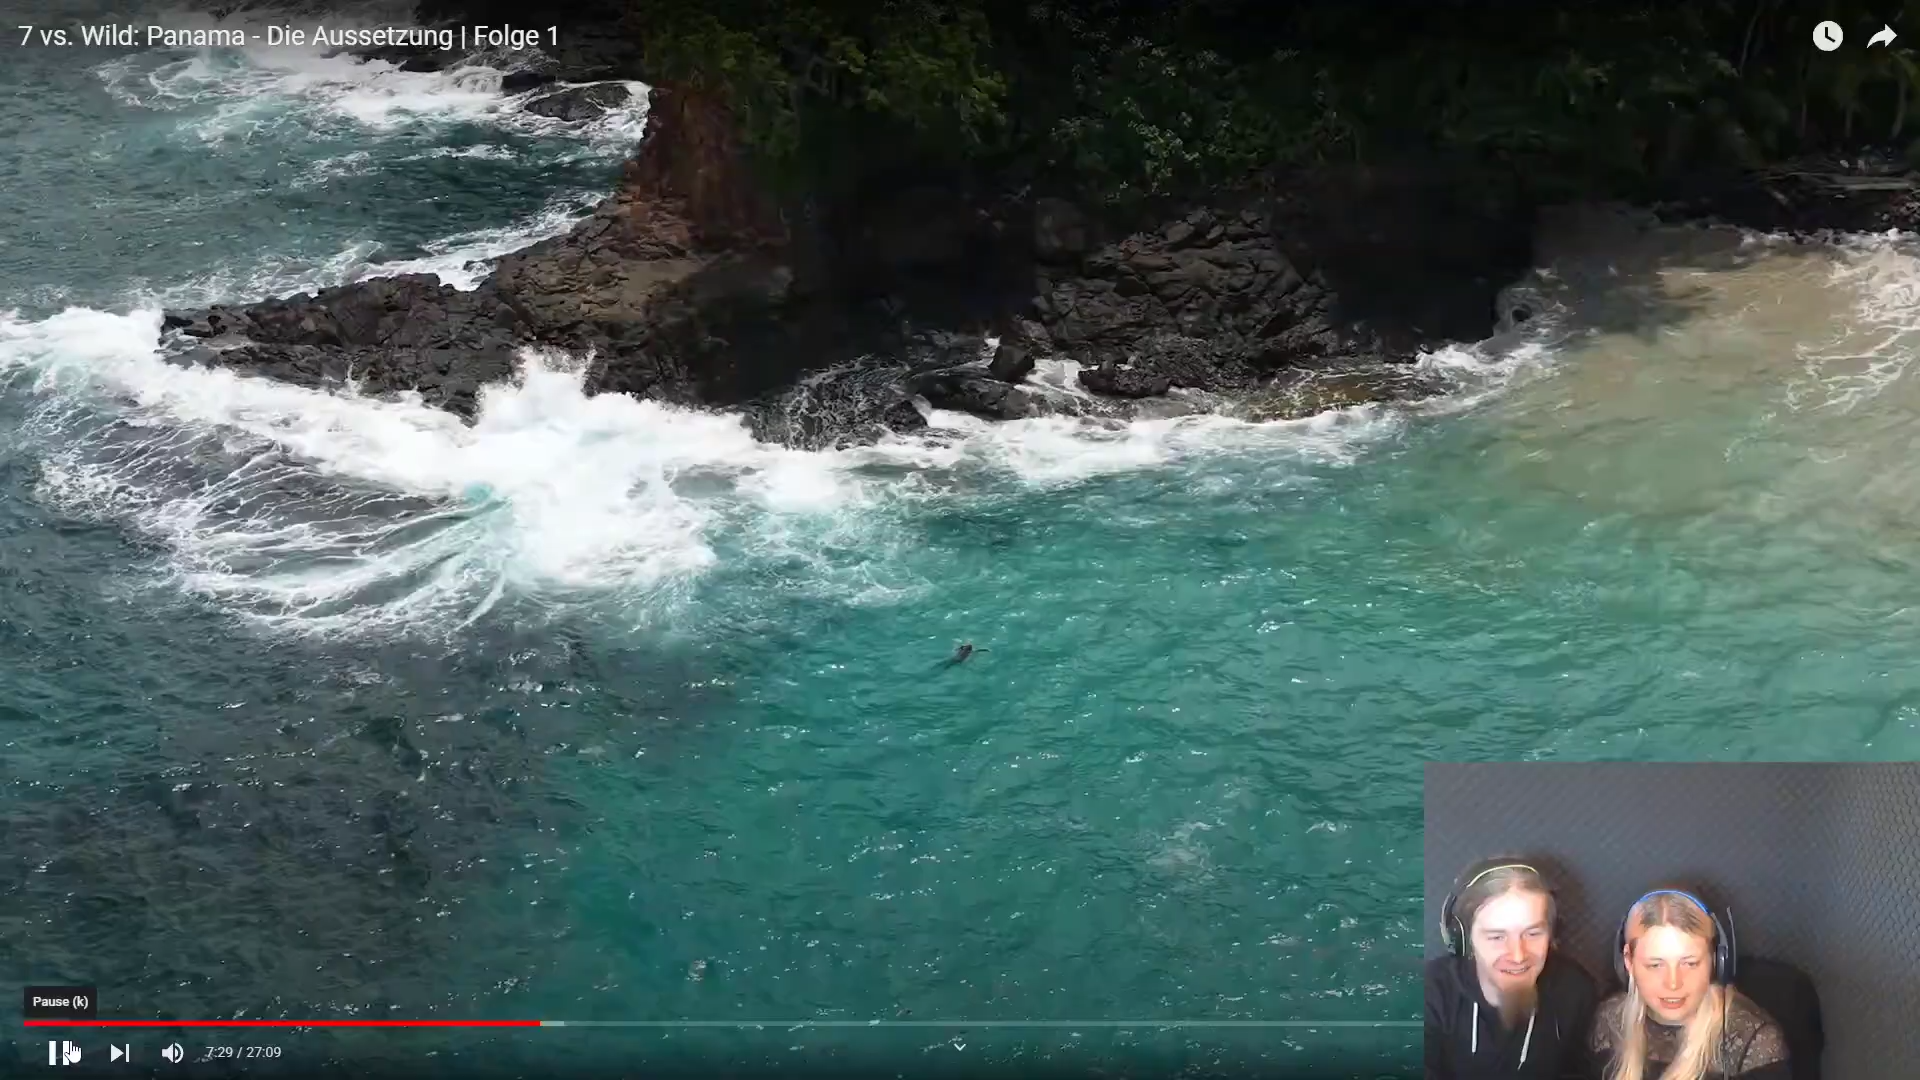 7 vs. Wild: Panama - Die Aussetzung | Folge 1
Pause (k)
7:29 / 27:09